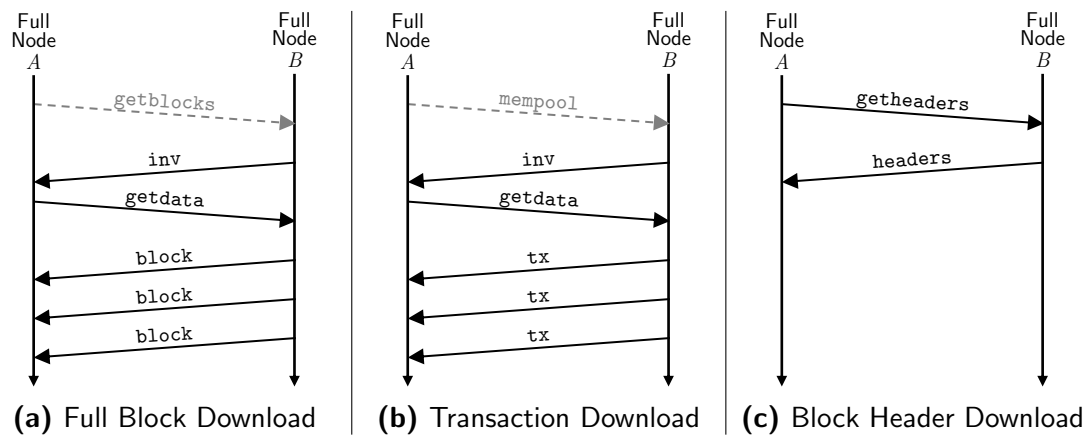 Full
Node
A
Full
Node
B
getblocks
inv
getdata
block
block
block
(a) Full Block Download
Full
Node
A
Full
Node
B
mempool
inv
getdata
tx
tx
tx
(b) Transaction Download
Full
Node
A
Full
Node
B
getheaders
headers
(c) Block Header Download